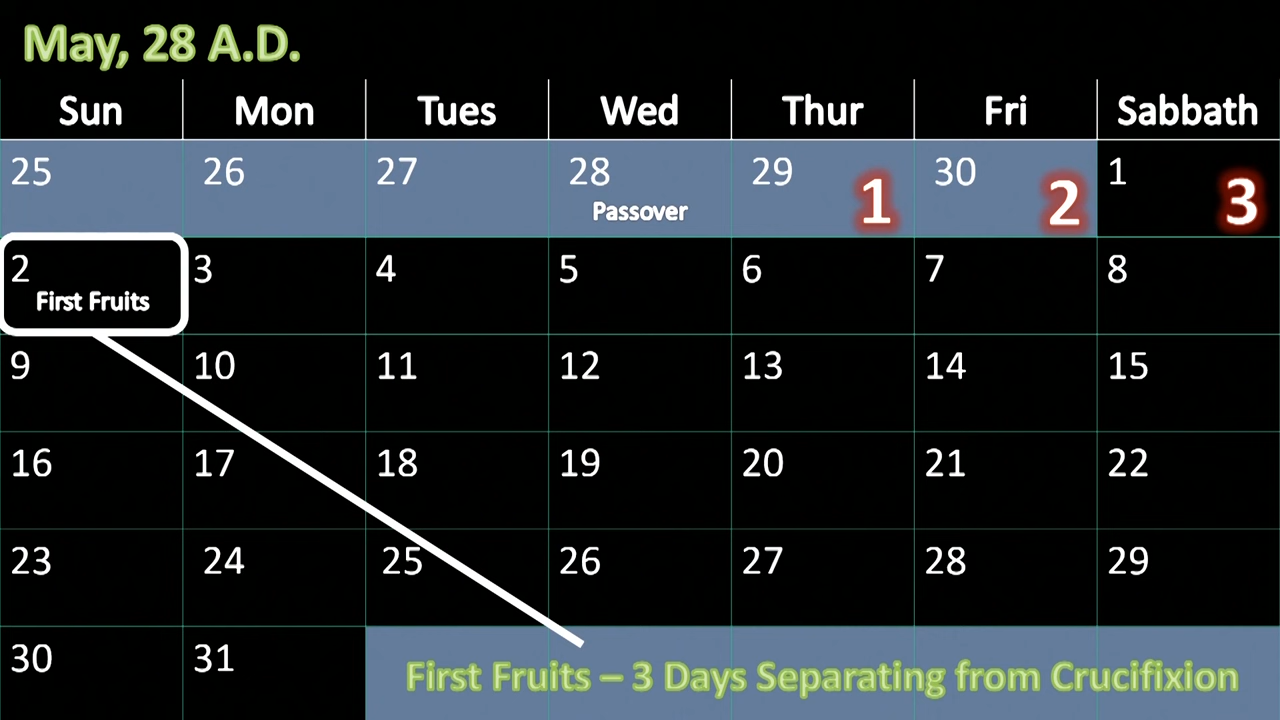 May, 28 A.D.
Sun Mon Tues Wed Thur Fri Sabbath
25 26 27 28 29 30 1
Passover
1 2 3
2 3 4 5 6 7 8
First Fruits
9 10 11 12 13 14 15
16 17 18 19 20 21 22
23 24 25 26 27 28 29
30 31
First Fruits – 3 Days Separating from Crucifixion